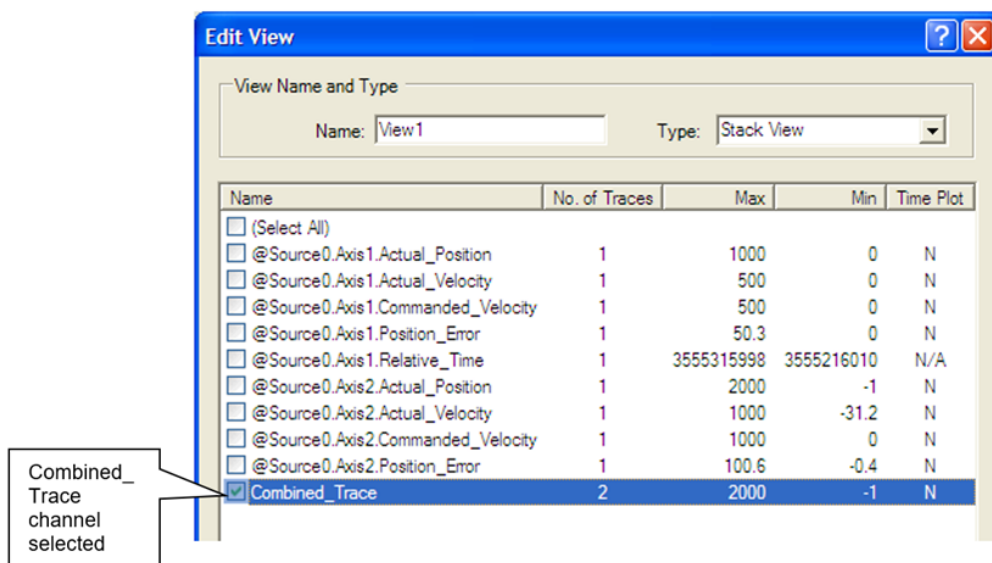 Edit View
View Name and Type
Name: View1 Type: Stack View
Name No. of Traces Max Min Time Plot
(Select All)
@Source0.Axis1.Actual_Position 1 1000 0 N
@Source0.Axis1.Actual_Velocity 1 500 0 N
@Source0.Axis1.Commanded_Velocity 1 500 0 N
@Source0.Axis1.Position_Error 1 50.3 0 N
@Source0.Axis1.Relative_Time 1 3555315998 3555216010 N/A
@Source0.Axis2.Actual_Position 1 2000 -1 N
@Source0.Axis2.Actual_Velocity 1 1000 -31.2 N
@Source0.Axis2.Commanded_Velocity 1 1000 0 N
@Source0.Axis2.Position_Error 1 100.6 -0.4 N
Combined_Trace 2 2000 -1 N
Combined_
Trace
channel
selected